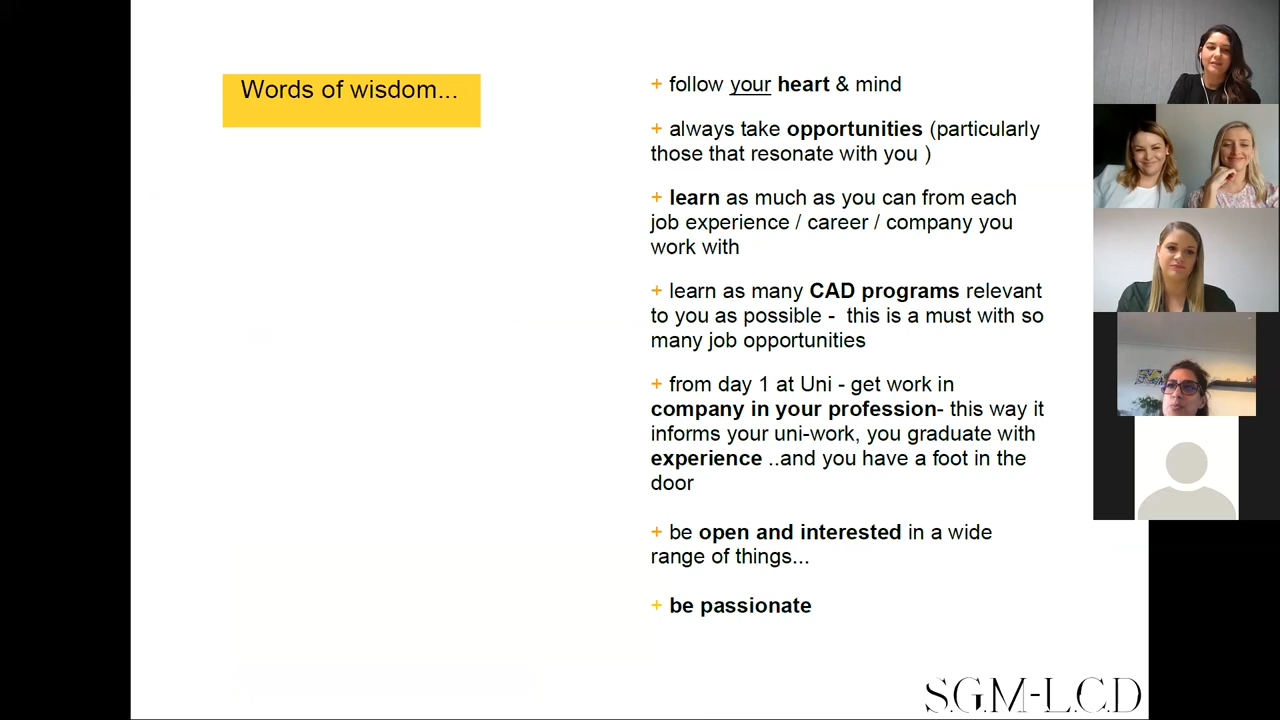 Words of wisdom...
+ follow your heart & mind
+ always take opportunities (particularly
those that resonate with you )
+ learn as much as you can from each
job experience / career / company you
work with
+ learn as many CAD programs relevant
to you as possible - this is a must with so
many job opportunities
+ from day 1 at Uni - get work in
company in your profession- this way it
informs your uni-work, you graduate with
experience ..and you have a foot in the
door
+ be open and interested in a wide
range of things...
+ be passionate
S.G.M-L.C.D